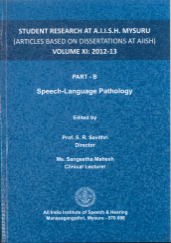 STUDENT RESEARCH AT A.I.I.S.H. MYSURU
(ARTICLES BASED ON DISSERTATIONS AT AIISH)
VOLUME XI: 2012-13
PART - B
Speech-Language Pathology
Edited by
Prof. S. R. Savithri
Director
Ms. Sangeetha Mahesh
Clinical Lecturer
All India Institute of Speech & Hearing
Manasagangothri, Mysuru - 570 006